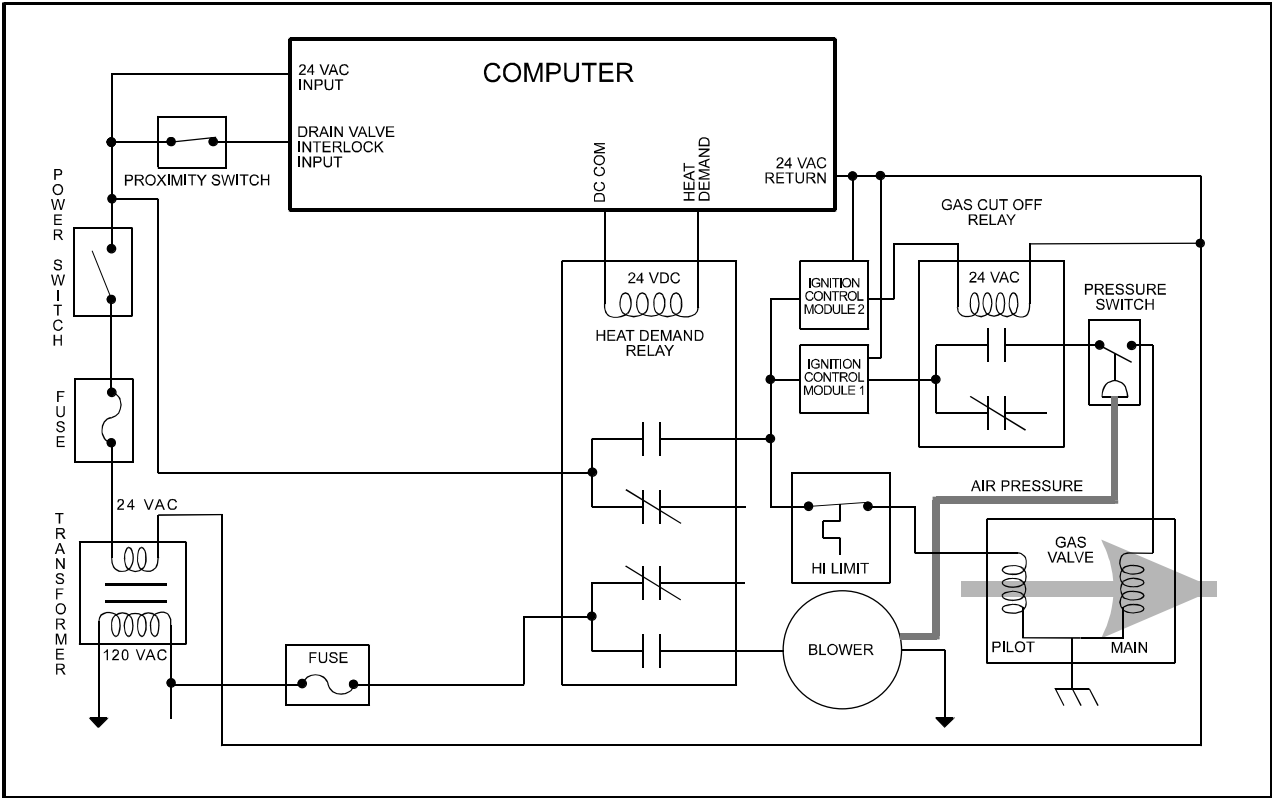 COMPUTER
24 VAC
INPUT
DRAIN VALVE
INTERLOCK
INPUT
DC COM
HEAT
DEMAND
24 VAC
RETURN
PROXIMITY SWITCH
POWER SWITCH
GAS CUT OFF
RELAY
24 VDC
HEAT DEMAND
RELAY
IGNITION
CONTROL
MODULE 2
24 VAC
PRESSURE
SWITCH
IGNITION
CONTROL
MODULE 1
FUSE
24 VAC
TRANSFORMER
120 VAC
FUSE
AIR PRESSURE
HI LIMIT
GAS
VALVE
PILOT
MAIN
BLOWER